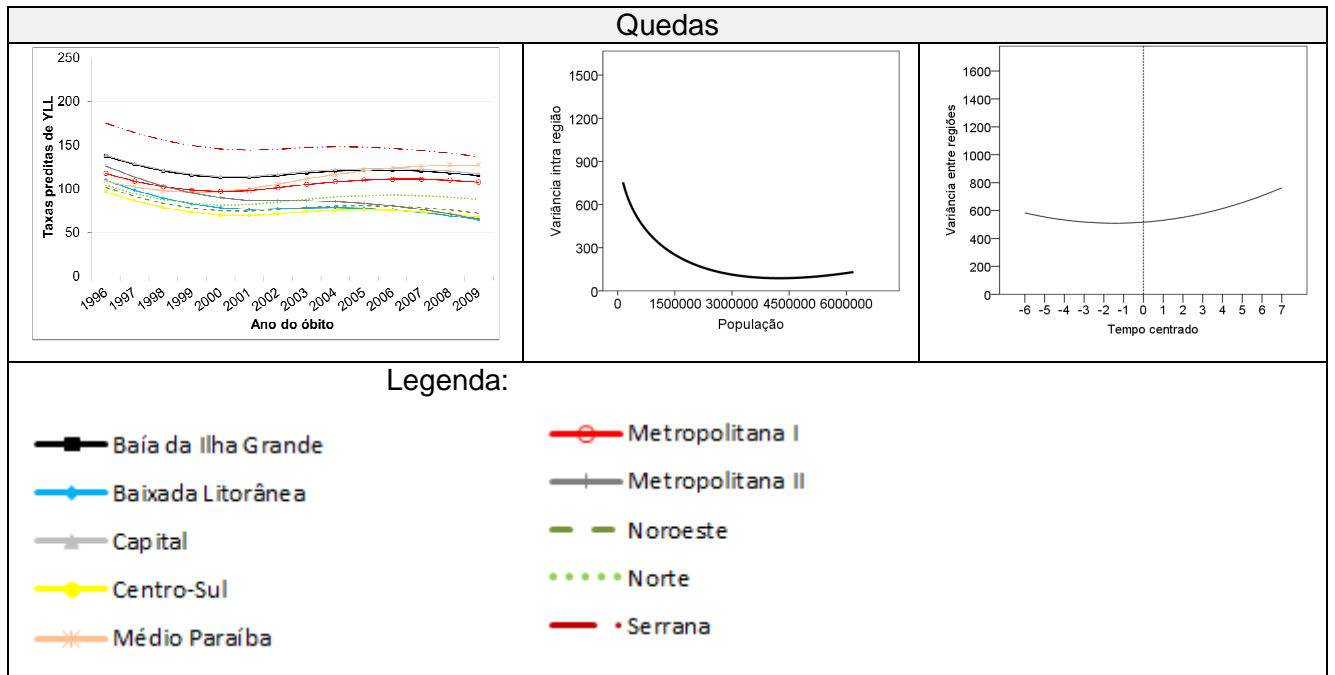 Quedas
Taxas preditas de YLL
250
200
150
100
50
0
1996 1997 1998 1999 2000 2001 2002 2003 2004 2005 2006 2007 2008 2009
Ano do óbito
Variância intra região
1500
1200
900
600
300
0
0 1500000 3000000 4500000 6000000
População
Variância entre regiões
1600
1400
1200
1000
800
600
400
200
0
-6 -5 -4 -3 -2 -1 0 1 2 3 4 5 6 7
Tempo centrado
Legenda:
Baía da Ilha Grande
Baixada Litorânea
Capital
Centro-Sul
Médio Paraíba
Metropolitana I
Metropolitana II
Noroeste
Norte
Serrana